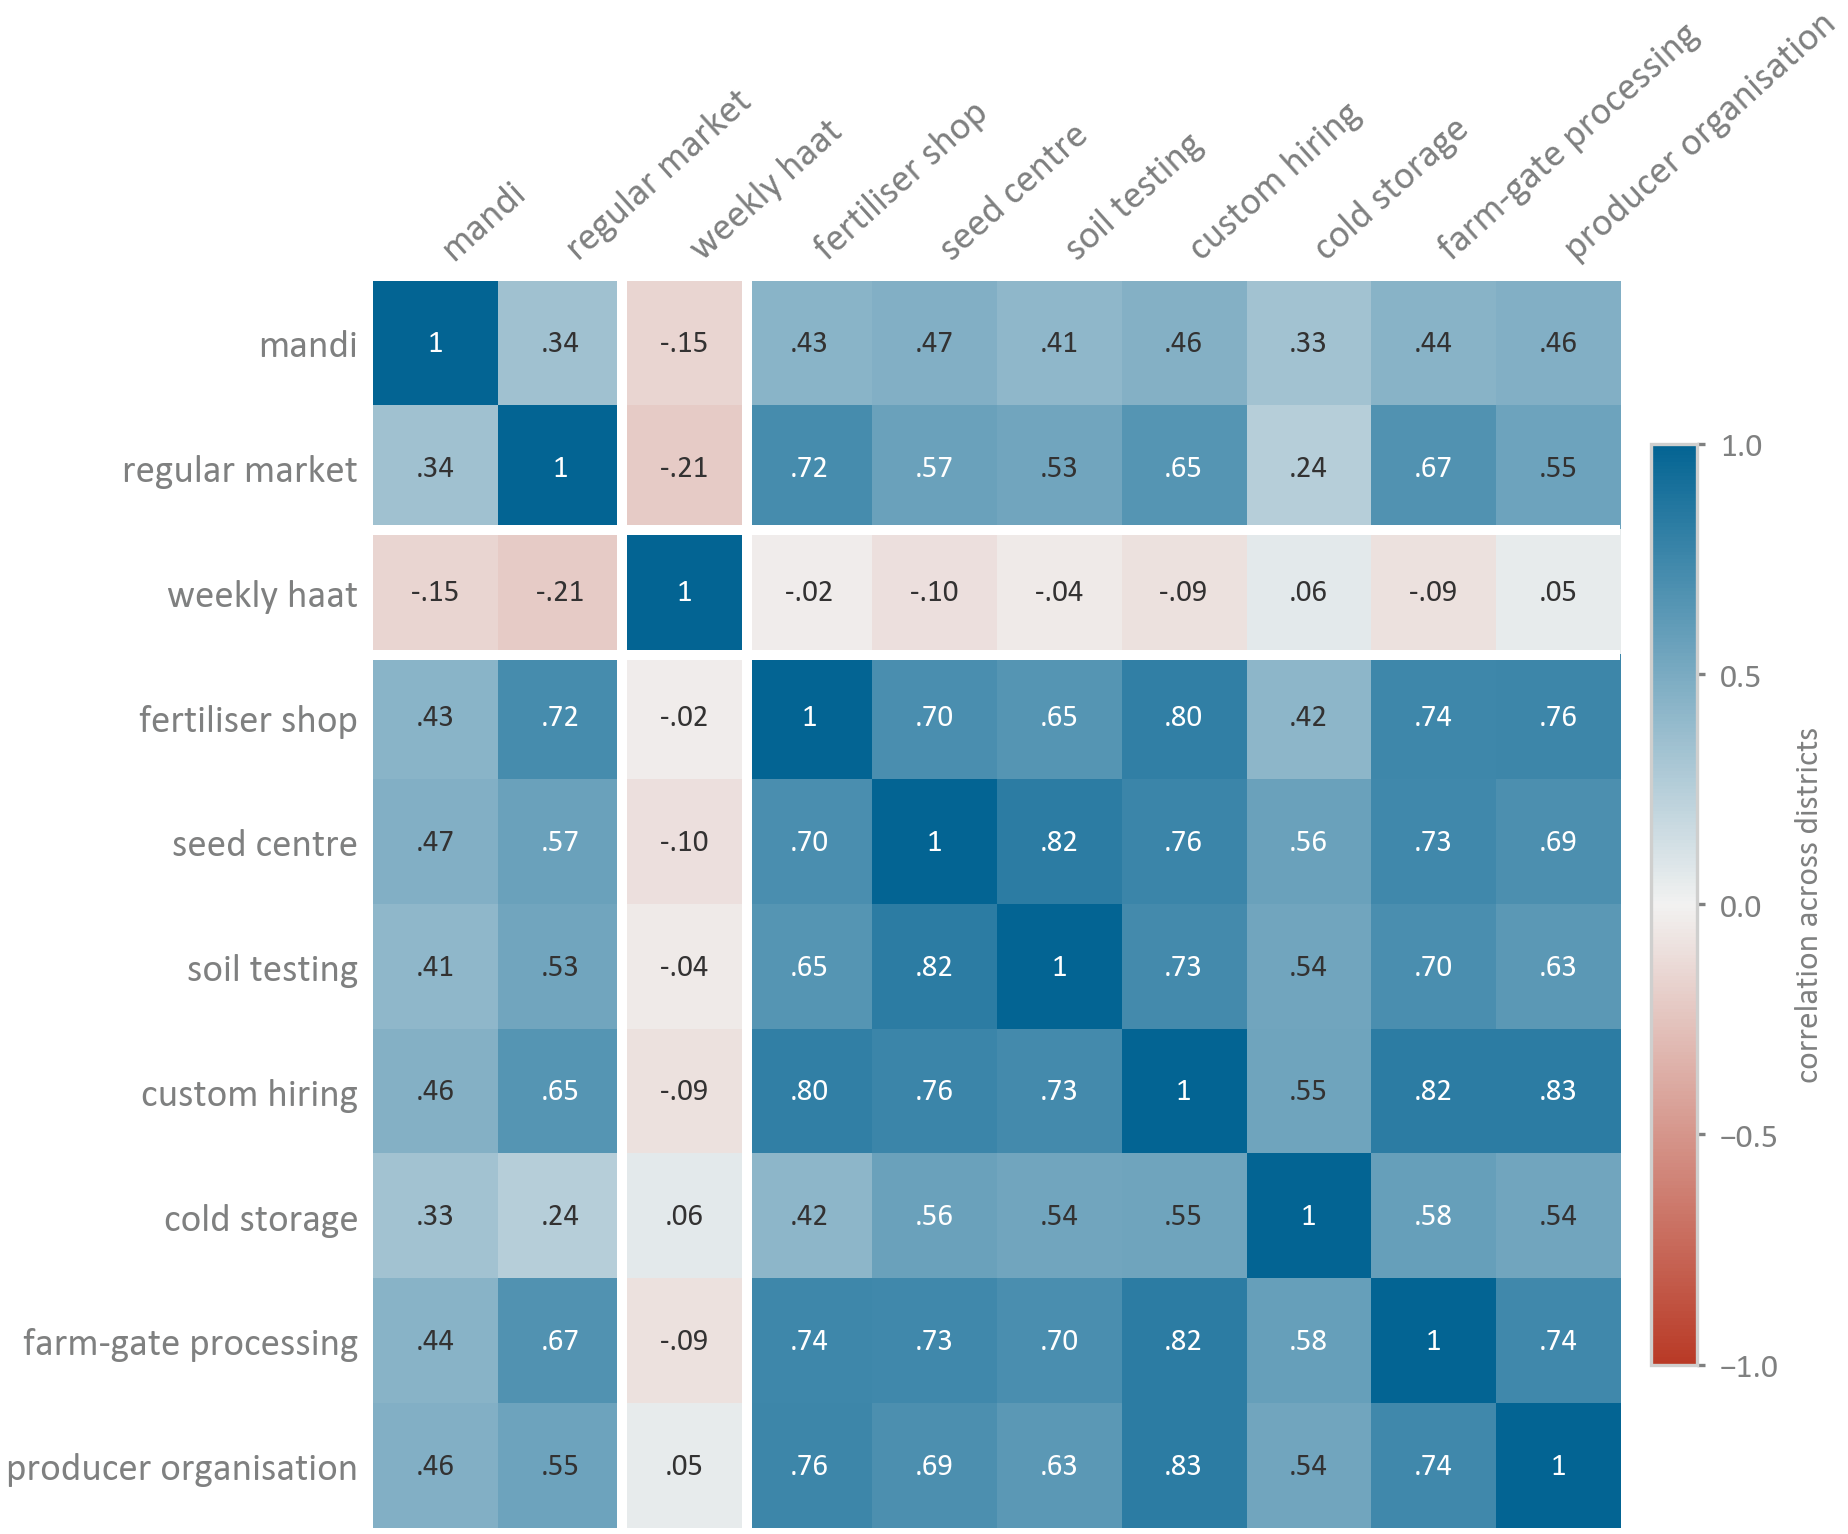 mandi
regular market
weekly haat
fertiliser shop
seed centre
soil testing
custom hiring
cold storage
farm-gate processing
producer organisation
mandi 1 .34 -.15 .43 .47 .41 .46 .33 .44 .46
regular market .34 1 -.21 .72 .57 .53 .65 .24 .67 .55
weekly haat -.15 -.21 1 -.02 -.10 -.04 -.09 .06 -.09 .05
fertiliser shop .43 .72 -.02 1 .70 .65 .80 .42 .74 .76
seed centre .47 .57 -.10 .70 1 .82 .76 .56 .73 .69
soil testing .41 .53 -.04 .65 .82 1 .73 .54 .70 .63
custom hiring .46 .65 -.09 .80 .76 .73 1 .55 .82 .83
cold storage .33 .24 .06 .42 .56 .54 .55 1 .58 .54
farm-gate processing .44 .67 -.09 .74 .73 .70 .82 .58 1 .74
producer organisation .46 .55 .05 .76 .69 .63 .83 .54 .74 1
1.0
0.5
0.0
−0.5
−1.0
correlation across districts